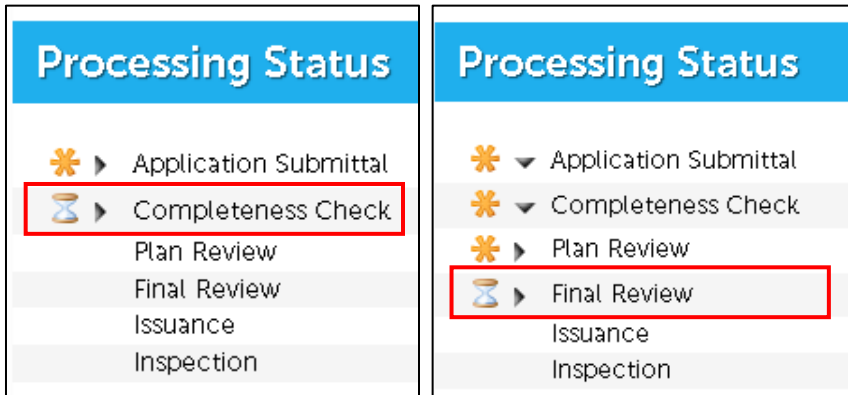 Processing Status
Application Submittal
Completeness Check
Plan Review
Final Review
Issuance
Inspection
Processing Status
Application Submittal
Completeness Check
Plan Review
Final Review
Issuance
Inspection